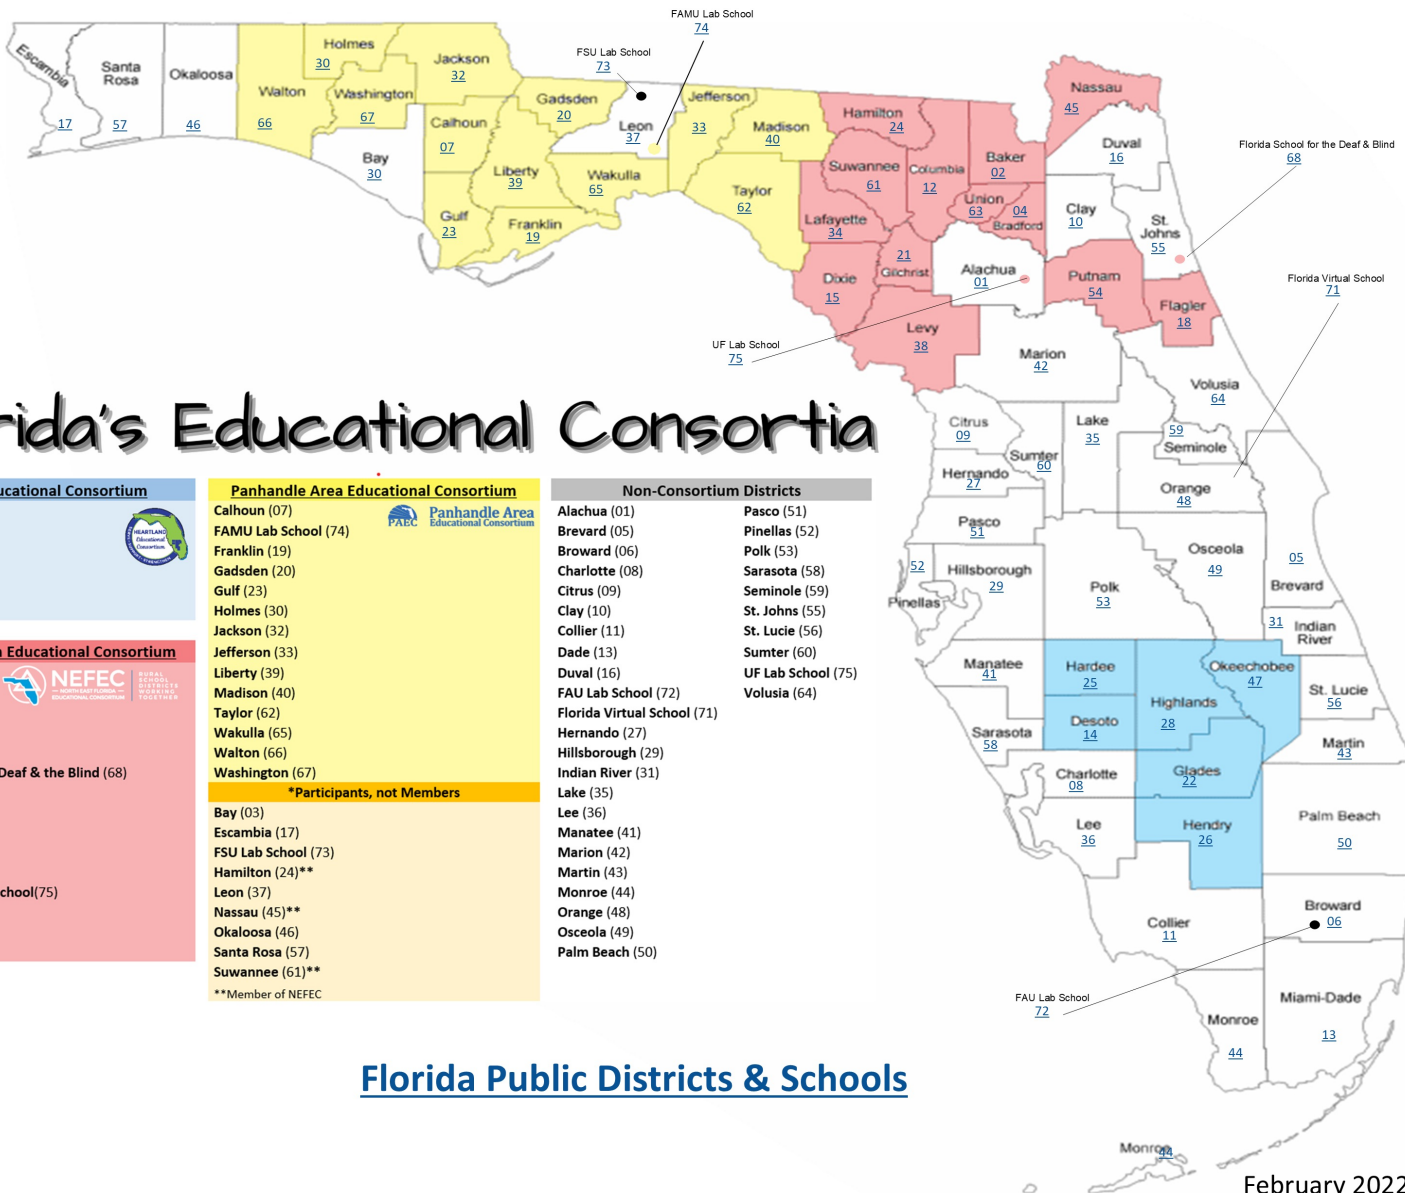 FAMU Lab School
74
FSU Lab School
73
Escambia
17
Santa
Rosa
57
Okaloosa
46
Walton
66
Holmes
30
Washington
67
Jackson
32
Bay
30
Calhoun
07
Gulf
23
Liberty
39
Gadsden
20
Franklin
19
Leon
37
Wakulla
65
Jefferson
33
Madison
40
Taylor
62
Hamilton
24
Suwannee
61
Lafayette
34
Columbia
12
Baker
02
Union
63
04
Bradford
Nassau
45
Duval
16
Clay
10
St.
Johns
55
Florida School for the Deaf & Blind
68
Dixie
15
21
Gilchrist
Alachua
01
Putnam
54
Flagler
18
Florida Virtual School
71
UF Lab School
75
Levy
38
Marion
42
Volusia
64
Citrus
09
Sumter
60
Lake
35
59
Seminole
Hernando
27
Orange
48
Pasco
51
52
Pinellas
Hillsborough
29
Polk
53
Osceola
49
05
Brevard
31
Indian
River
Manatee
41
Hardee
25
Highlands
28
Okeechobee
47
St. Lucie
56
Sarasota
58
Desoto
14
Martin
43
Charlotte
08
Glades
22
Lee
36
Hendry
26
Palm Beach
50
Collier
11
Broward
06
FAU Lab School
72
Monroe
44
Miami-Dade
13
Monroe
44
rida's Educational Consortia
ucational Consortium
HEARTLAND
Educational
Consortium
a Educational Consortium
NEFEC
NORTH EAST FLORIDA
EDUCATIONAL CONSORTIUM
RURAL
SCHOOL
DISTRICTS
WORKING
TOGETHER
Deaf & the Blind (68)
chool(75)
Panhandle Area Educational Consortium
PAEC
Panhandle Area
Educational Consortium
Calhoun (07)
FAMU Lab School (74)
Franklin (19)
Gadsden (20)
Gulf (23)
Holmes (30)
Jackson (32)
Jefferson (33)
Liberty (39)
Madison (40)
Taylor (62)
Wakulla (65)
Walton (66)
Washington (67)
*Participants, not Members
Bay (03)
Escambia (17)
FSU Lab School (73)
Hamilton (24)**
Leon (37)
Nassau (45)**
Okaloosa (46)
Santa Rosa (57)
Suwannee (61)**
**Member of NEFEC
Non-Consortium Districts
Alachua (01)
Brevard (05)
Broward (06)
Charlotte (08)
Citrus (09)
Clay (10)
Collier (11)
Dade (13)
Duval (16)
FAU Lab School (72)
Florida Virtual School (71)
Hernando (27)
Hillsborough (29)
Indian River (31)
Lake (35)
Lee (36)
Manatee (41)
Marion (42)
Martin (43)
Monroe (44)
Orange (48)
Osceola (49)
Palm Beach (50)
Pasco (51)
Pinellas (52)
Polk (53)
Sarasota (58)
Seminole (59)
St. Johns (55)
St. Lucie (56)
Sumter (60)
UF Lab School (75)
Volusia (64)
Florida Public Districts & Schools
February 2022